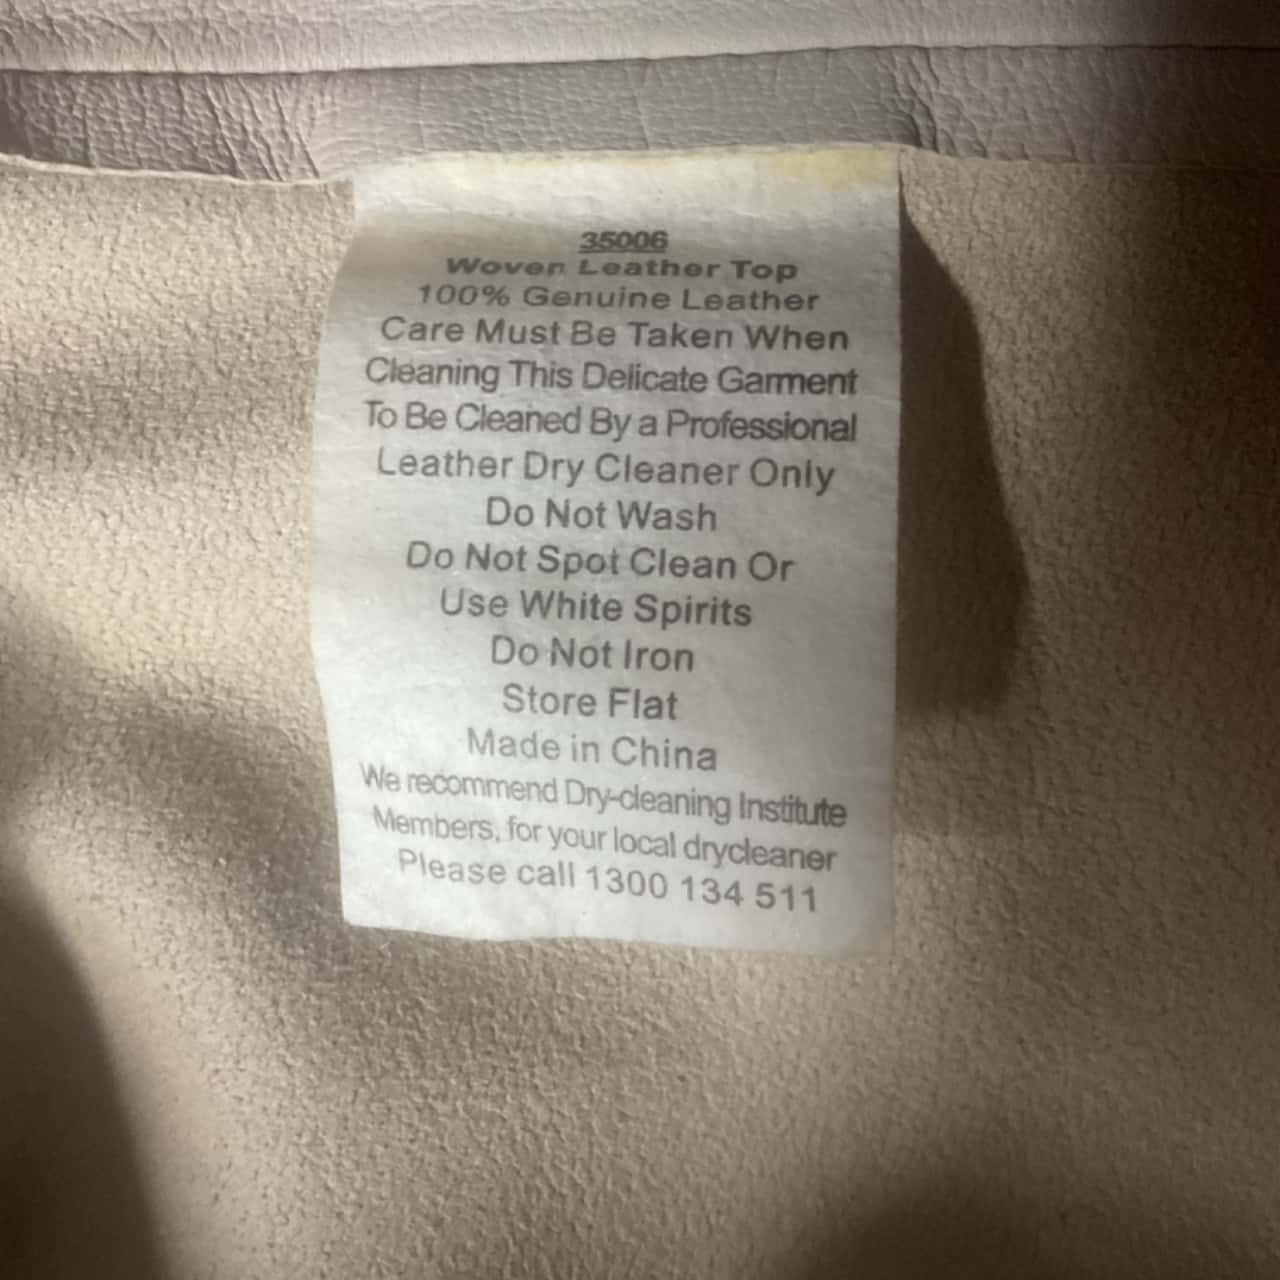 35006
Woven Leather Top
100% Genuine Leather
Care Must Be Taken When
Cleaning This Delicate Garment
To Be Cleaned By a Professional
Leather Dry Cleaner Only
Do Not Wash
Do Not Spot Clean Or
Use White Spirits
Do Not Iron
Store Flat
Made in China
We recommend Dry-cleaning Institute
Members, for your local drycleaner
Please call 1300 134 511